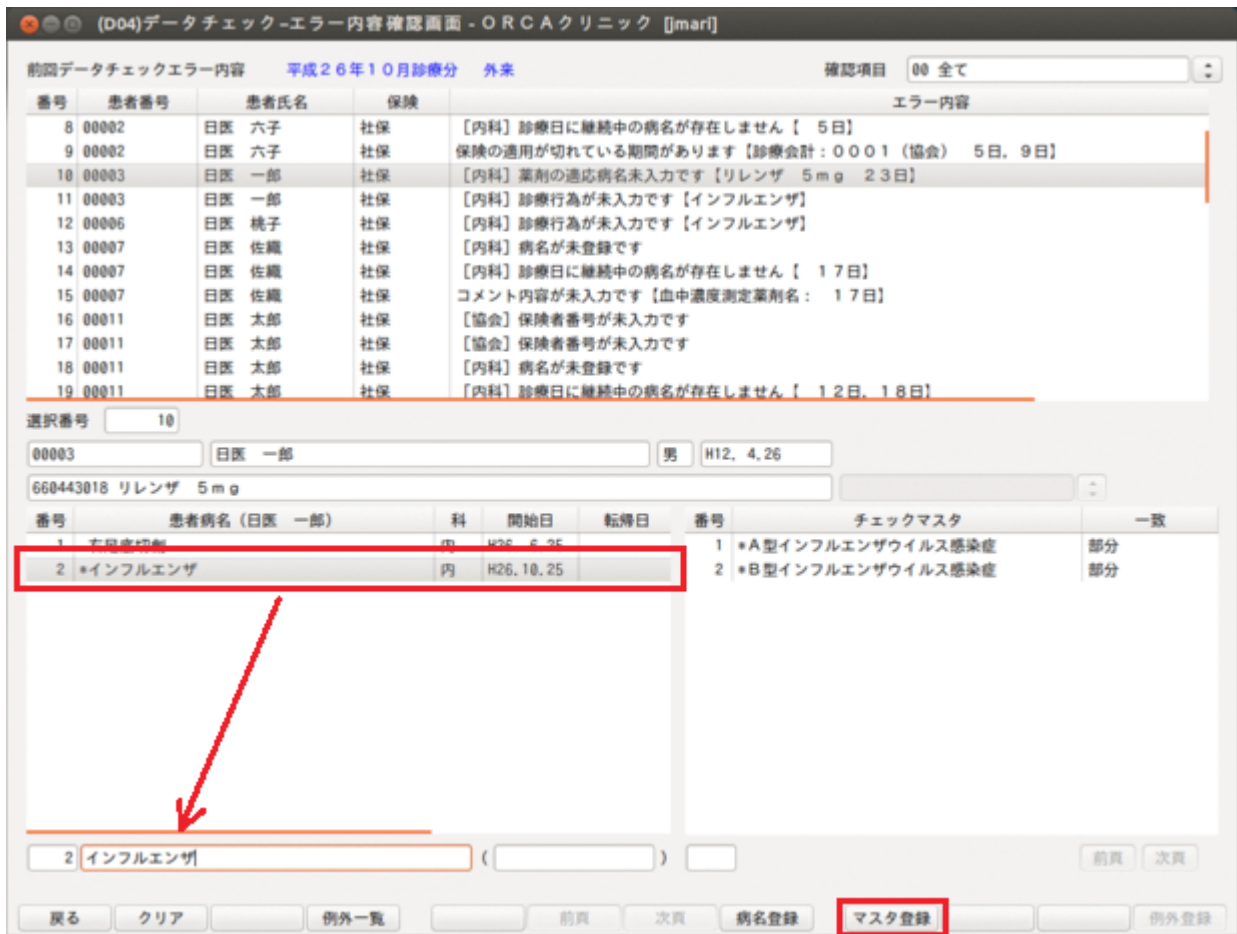 (D04)データチェック-エラー内容確認画面 - ORCAクリニック [jmari]
前回データチェックエラー内容 平成26年10月診療分 外来 確認項目 00 全て
番号 患者番号 患者氏名 保険 エラー内容
8 00002 日医 六子 社保 [内科] 診療日に継続中の病名が存在しません【 5日】
9 00002 日医 六子 社保 保険の適用が切れている期間があります【診療会計:0001(協会) 5日, 9日】
10 00003 日医 一郎 社保 [内科] 薬剤の適応病名未入力です【リレンザ 5mg 23日】
11 00003 日医 一郎 社保 [内科] 診療行為が未入力です【インフルエンザ】
12 00006 日医 桃子 社保 [内科] 診療行為が未入力です【インフルエンザ】
13 00007 日医 佐織 社保 [内科] 病名が未登録です
14 00007 日医 佐織 社保 [内科] 診療日に継続中の病名が存在しません【 17日】
15 00007 日医 佐織 社保 コメント内容が未入力です【血中濃度測定薬剤名: 17日】
16 00011 日医 太郎 社保 [協会] 保険者番号が未入力です
17 00011 日医 太郎 社保 [協会] 保険者番号が未入力です
18 00011 日医 太郎 社保 [内科] 病名が未登録です
19 00011 日医 太郎 社保 [内科] 診療日に継続中の病名が存在しません【 12日, 18日】
選択番号 10
00003 日医 一郎 男 H12. 4.26
660443018 リレンザ 5mg
番号 患者病名(日医 一郎) 科 開始日 転帰日 番号 チェックマスタ 一致
1 内 H26. 6.25 1 *A型インフルエンザウイルス感染症 部分
2 *インフルエンザ 内 H26.10.25 2 *B型インフルエンザウイルス感染症 部分
2 インフルエンザ ( ) 前頁 次頁
戻る クリア 例外一覧 前頁 次頁 病名登録 マスタ登録 例外登録